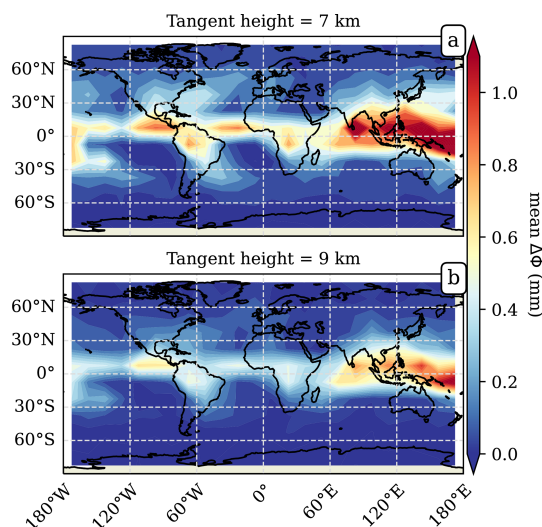 Tangent height = 7 km
a
60°N
30°N
0°
30°S
60°S
Tangent height = 9 km
b
60°N
30°N
0°
30°S
60°S
180°W
120°W
60°W
0°
60°E
120°E
180°E
1.0
0.8
0.6
0.4
0.2
0.0
mean ΔΦ (mm)